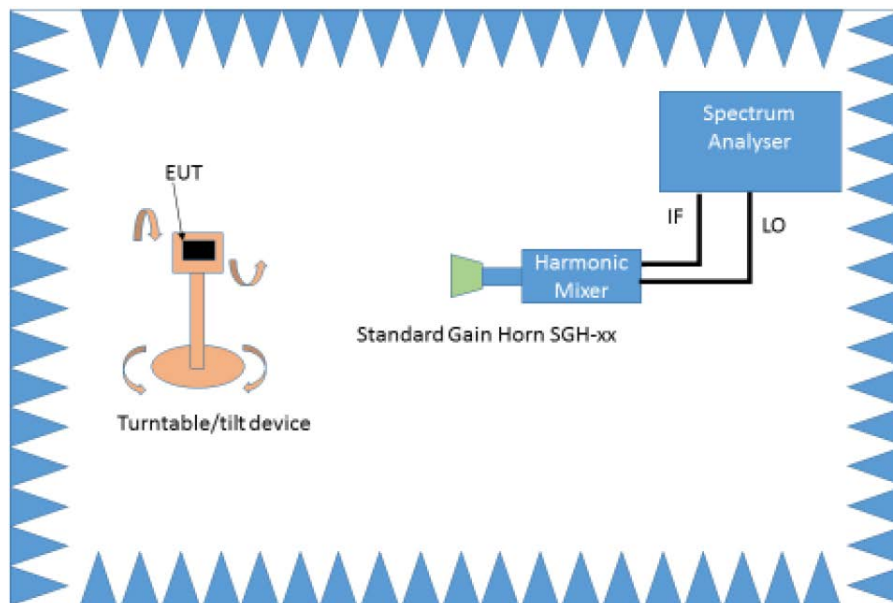 Spectrum
Analyser
EUT
IF
LO
Harmonic
Mixer
Standard Gain Horn SGH-xx
Turntable/tilt device